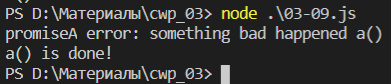 PS D:\Материалы\cwp_03> node .\03-09.js
promiseA error: something bad happened a()
a() is done!
PS D:\Материалы\cwp_03>